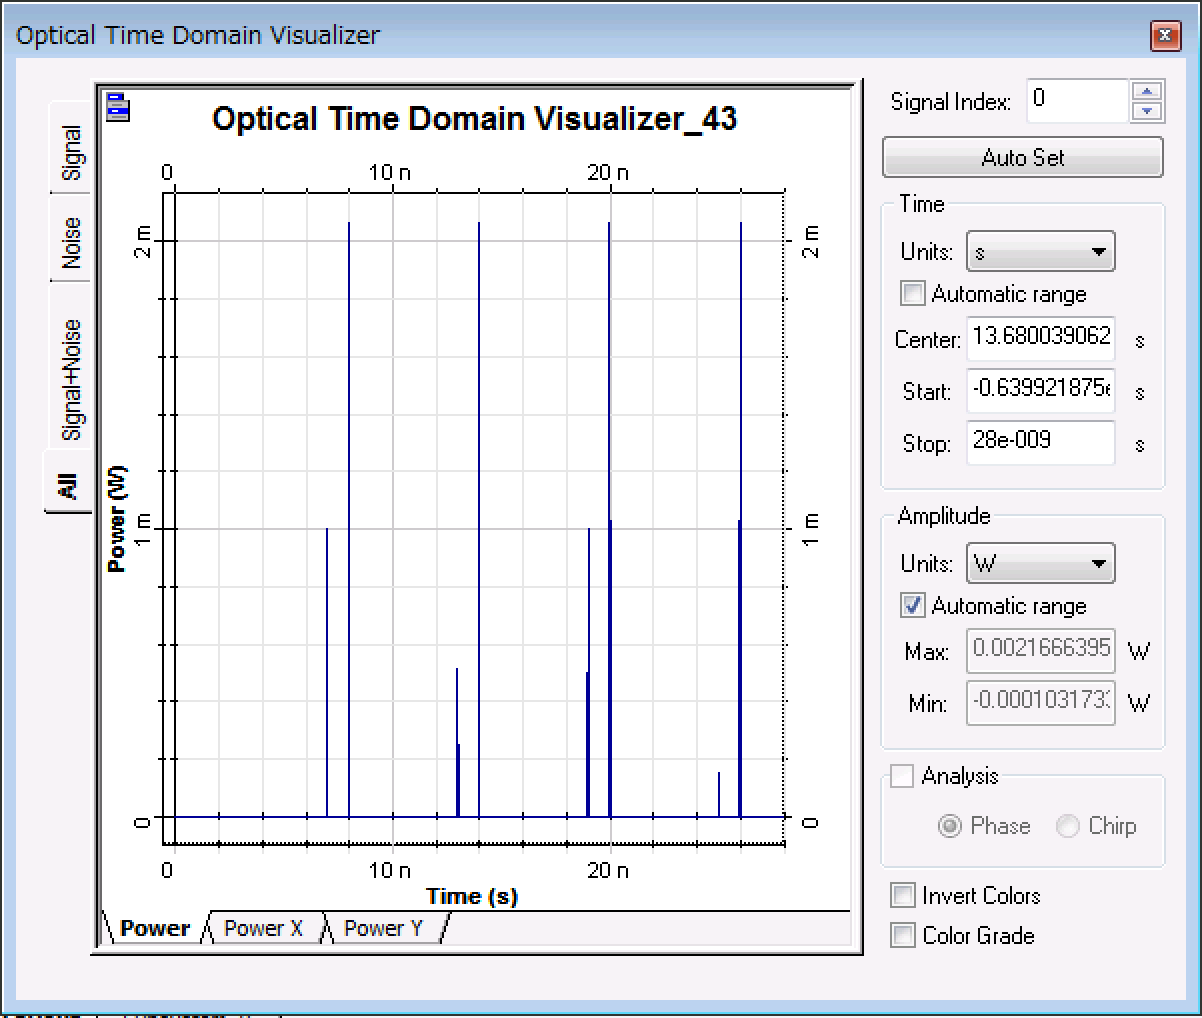 Optical Time Domain Visualizer
Signal
Noise
Signal+Noise
All
Optical Time Domain Visualizer_43
0 10 n 20 n
2 m
1 m
0
Power (W)
2 m
1 m
0
0 10 n 20 n
Time (s)
Power Power X Power Y
Signal Index: 0
Auto Set
Time
Units: s
Automatic range
Center: 13.680039062 s
Start: -0.639921875e s
Stop: 28e-009 s
Amplitude
Units: W
Automatic range
Max: 0.0021666395 W
Min: -0.000103173 W
Analysis
Phase Chirp
Invert Colors
Color Grade